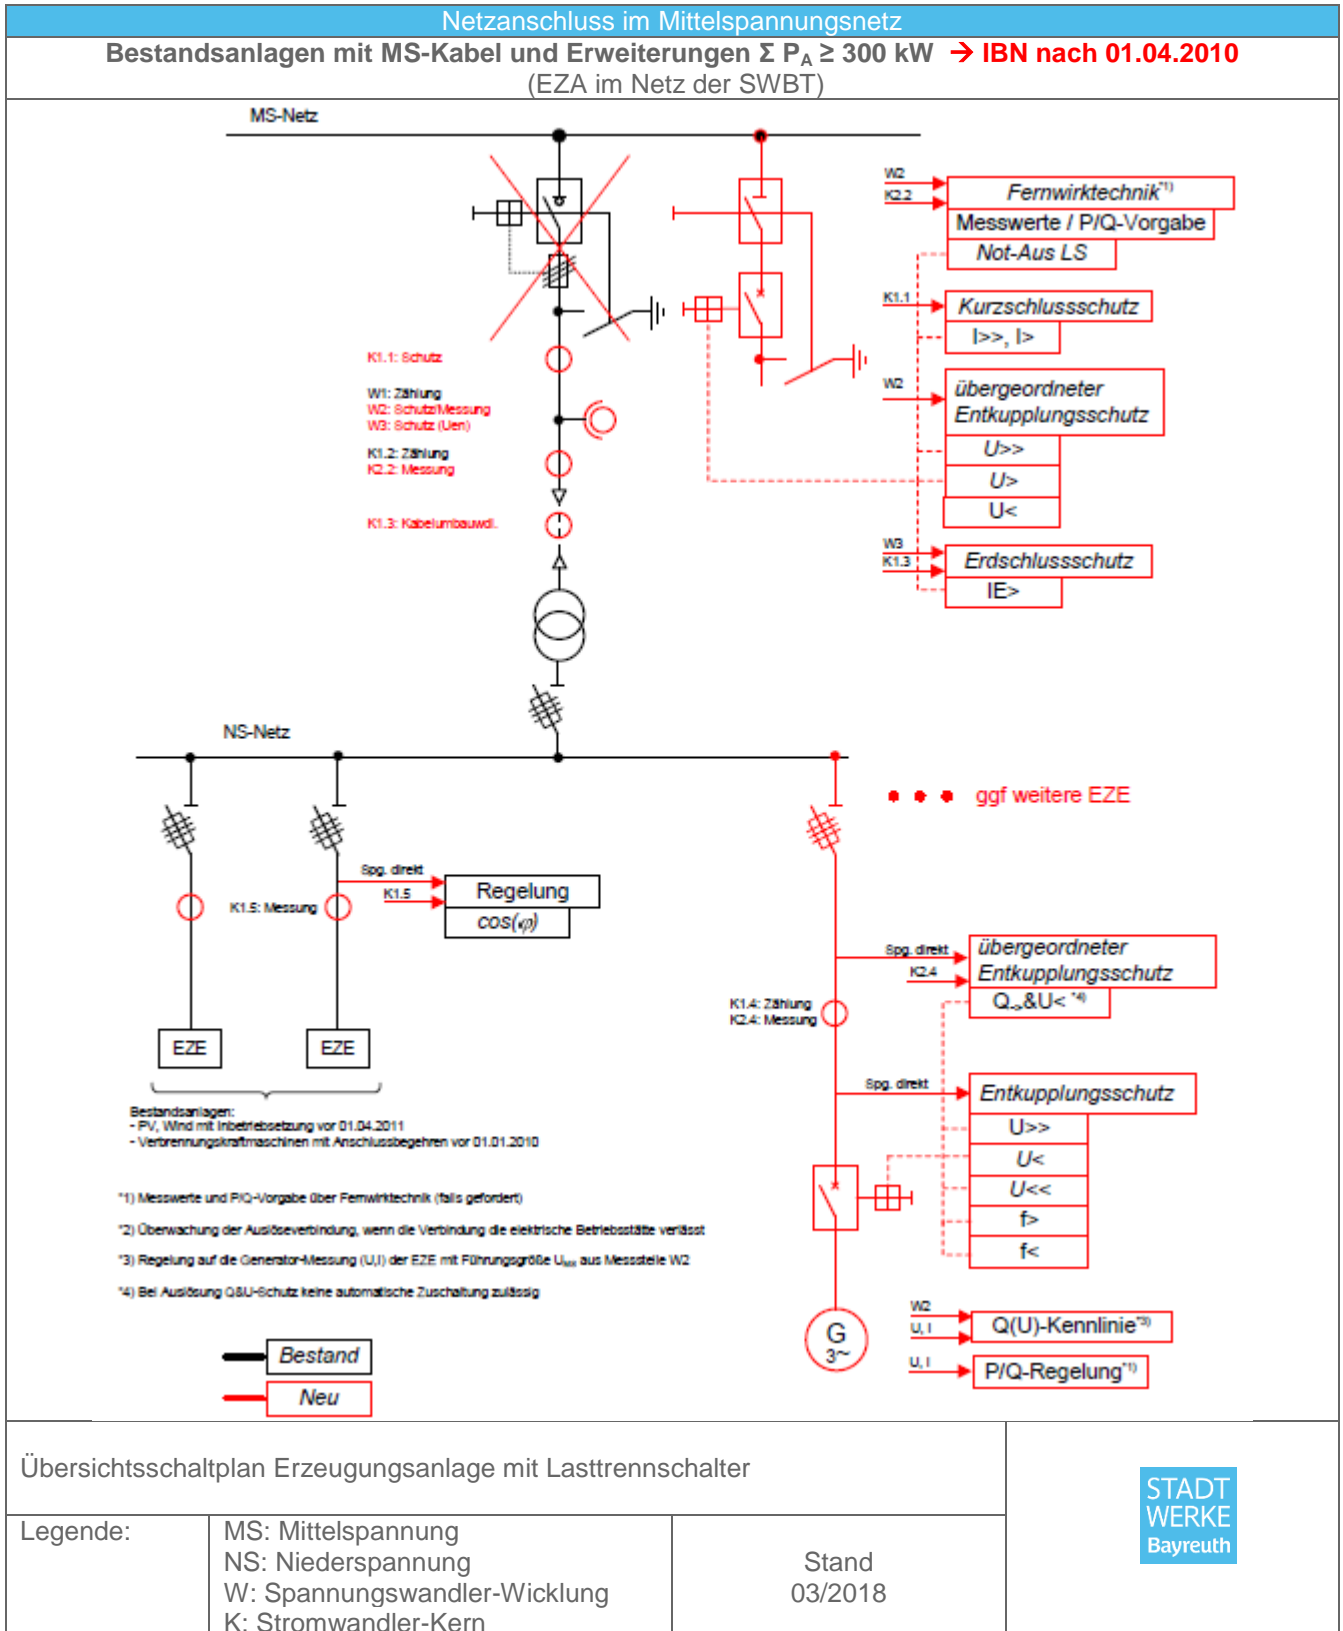 Netzanschluss im Mittelspannungsnetz
Bestandsanlagen mit MS-Kabel und Erweiterungen Σ P_A ≥ 300 kW → IBN nach 01.04.2010
(EZA im Netz der SWBT)
MS-Netz
W2
K2.2
Fernwirktechnik*1)
Messwerte / P/Q-Vorgabe
Not-Aus LS
K1.1
Kurzschlussschutz
I>>, I>
K1.1: Schutz
W1: Zählung
W2: Schutz/Messung
W3: Schutz (Uen)
K1.2: Zählung
K2.2: Messung
K1.3: Kabelumbauwdl.
W2
übergeordneter
Entkupplungsschutz
U>>
U>
U<
W3
K1.3
Erdschlussschutz
IE>
NS-Netz
ggf weitere EZE
Spg. direkt
K1.5
Regelung
cos(φ)
K1.5: Messung
EZE
EZE
Spg. direkt
K2.4
übergeordneter
Entkupplungsschutz
Q->&U< *4)
K1.4: Zählung
K2.4: Messung
Spg. direkt
Entkupplungsschutz
U>>
U<
U<<
f>
f<
Bestandsanlagen:
- PV, Wind mit Inbetriebsetzung vor 01.04.2011
- Verbrennungskraftmaschinen mit Anschlussbegehren vor 01.01.2010
*1) Messwerte und P/Q-Vorgabe über Fernwirktechnik (falls gefordert)
*2) Überwachung der Auslöseverbindung, wenn die Verbindung die elektrische Betriebsstätte verlässt
*3) Regelung auf die Generator-Messung (U,I) der EZE mit Führungsgröße U_MS aus Messstelle W2
*4) Bei Auslösung Q&U-Schutz keine automatische Zuschaltung zulässig
G
3~
W2
U, I
Q(U)-Kennlinie*3)
U, I
P/Q-Regelung*1)
Bestand
Neu
Übersichtsschaltplan Erzeugungsanlage mit Lasttrennschalter
STADT
WERKE
Bayreuth
Legende:
MS: Mittelspannung
NS: Niederspannung
W: Spannungswandler-Wicklung
K: Stromwandler-Kern
Stand
03/2018